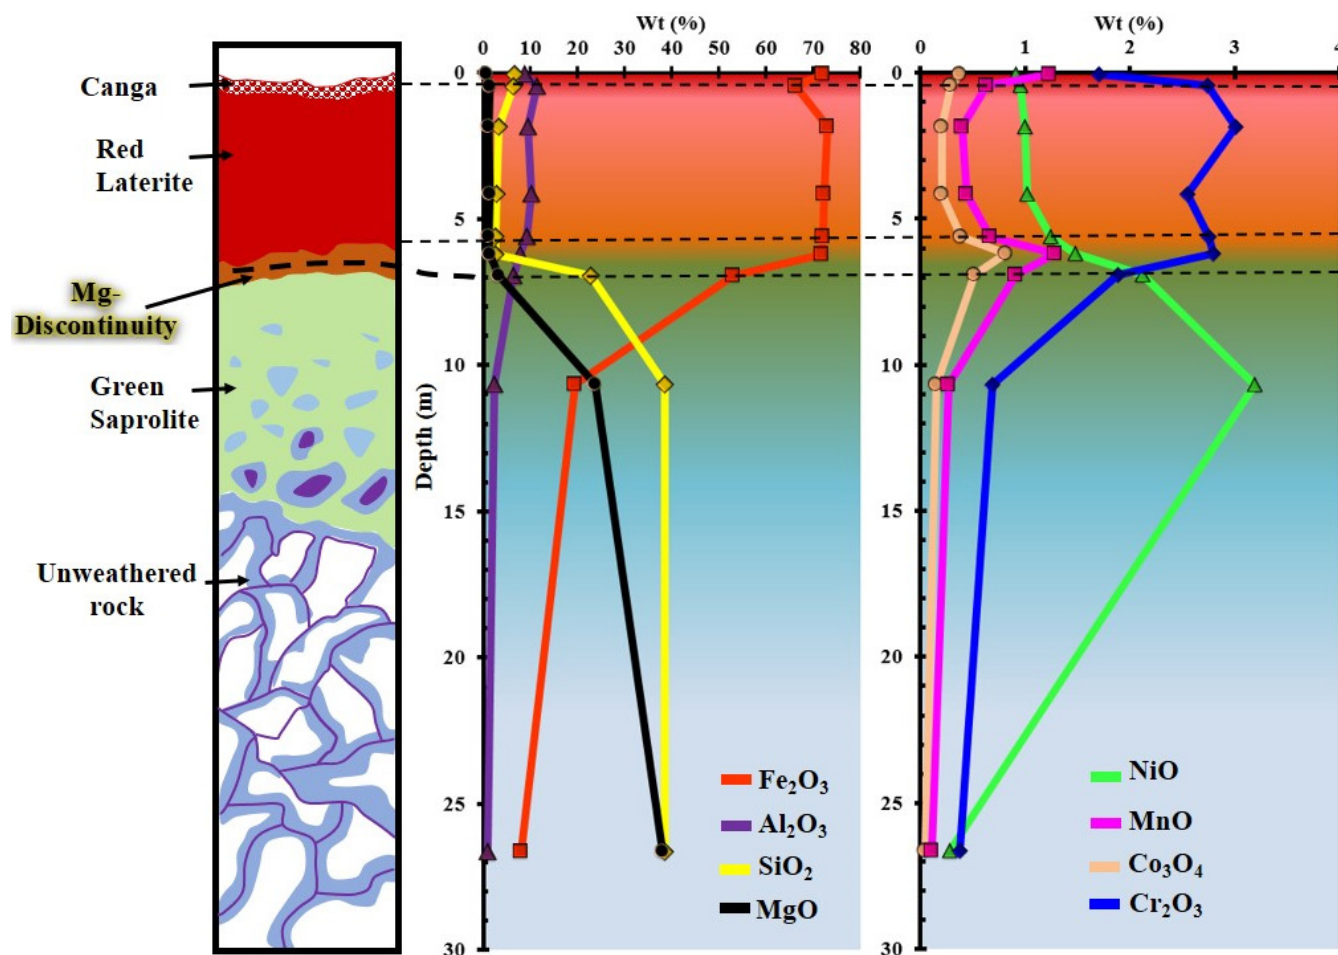 Canga
Red
Laterite
Mg-
Discontinuity
Green
Saprolite
Unweathered
rock
Wt (%)
0 10 20 30 40 50 60 70 80
0
5
10
15
20
25
30
Depth (m)
Fe₂O₃
Al₂O₃
SiO₂
MgO
Wt (%)
0 1 2 3 4
0
5
10
15
20
25
30
NiO
MnO
Co₃O₄
Cr₂O₃